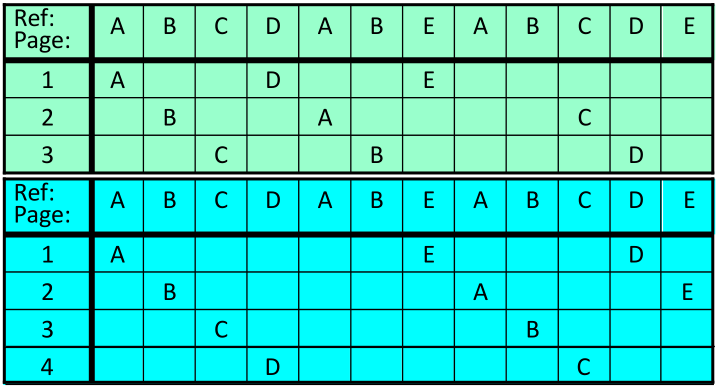 Ref: Page: A B C D A B E A B C D E
1 A D E
2 B A C
3 C B D
Ref: Page: A B C D A B E A B C D E
1 A E D
2 B A E
3 C B
4 D C